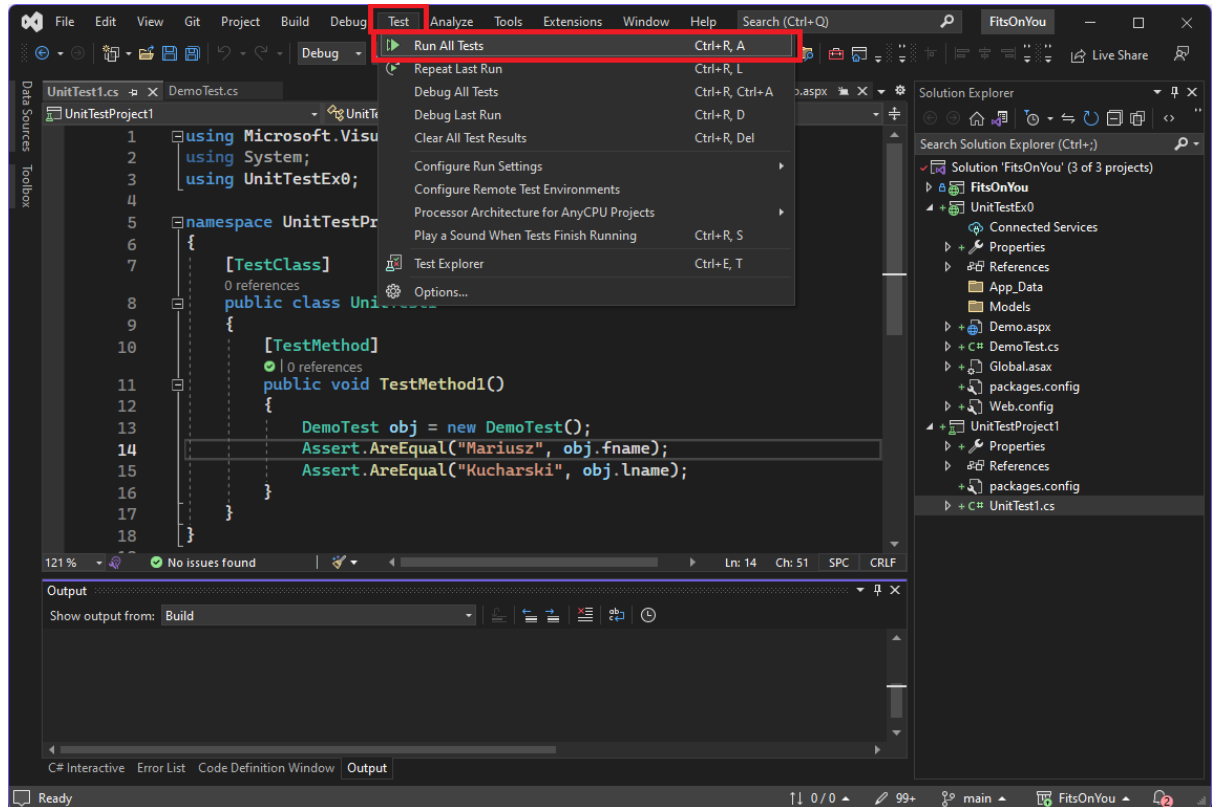 File Edit View Git Project Build Debug Test Analyze Tools Extensions Window Help Search (Ctrl+Q) FitsOnYou
Debug Live Share
Run All Tests Ctrl+R, A
Repeat Last Run Ctrl+R, L
Debug All Tests Ctrl+R, Ctrl+A
Debug Last Run Ctrl+R, D
Clear All Test Results Ctrl+R, Del
Configure Run Settings
Configure Remote Test Environments
Processor Architecture for AnyCPU Projects
Play a Sound When Tests Finish Running Ctrl+R, S
Test Explorer Ctrl+E, T
Options...
Data Sources
Toolbox
UnitTest1.cs DemoTest.cs o.aspx
UnitTestProject1 UnitTe
1 using Microsoft.Visu
2 using System;
3 using UnitTestEx0;
4
5 namespace UnitTestPr
6 {
7 [TestClass]
0 references
8 public class Uni
9 {
10 [TestMethod]
0 references
11 public void TestMethod1()
12 {
13 DemoTest obj = new DemoTest();
14 Assert.AreEqual("Mariusz", obj.fname);
15 Assert.AreEqual("Kucharski", obj.lname);
16 }
17 }
18 }
121 % No issues found Ln: 14 Ch: 51 SPC CRLF
Output
Show output from: Build
C# Interactive Error List Code Definition Window Output
Solution Explorer
Search Solution Explorer (Ctrl+;)
Solution 'FitsOnYou' (3 of 3 projects)
FitsOnYou
UnitTestEx0
Connected Services
Properties
References
App_Data
Models
Demo.aspx
C# DemoTest.cs
Global.asax
packages.config
Web.config
UnitTestProject1
Properties
References
packages.config
C# UnitTest1.cs
Ready 0 / 0 99+ main FitsOnYou 2